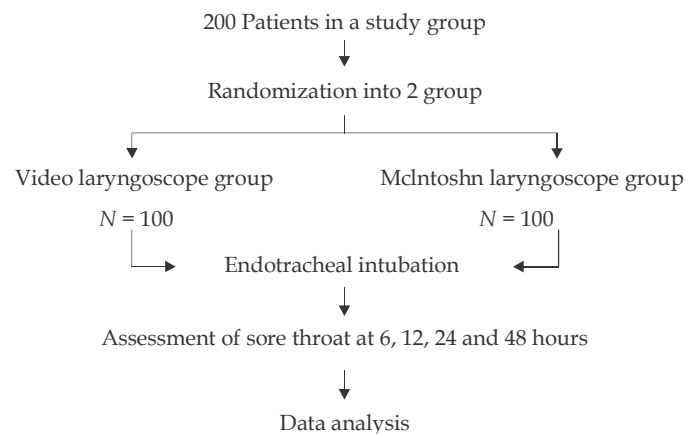 200 Patients in a study group
Randomization into 2 group
Video laryngoscope group
McIntoshn laryngoscope group
N = 100
N = 100
Endotracheal intubation
Assessment of sore throat at 6, 12, 24 and 48 hours
Data analysis